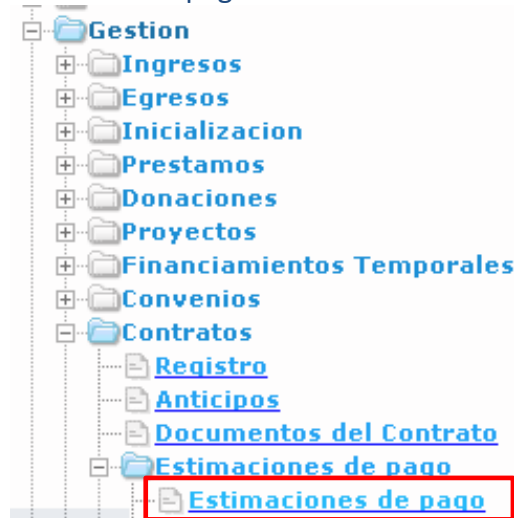 Gestion
Ingresos
Egresos
Inicializacion
Prestamos
Donaciones
Proyectos
Financiamientos Temporales
Convenios
Contratos
Registro
Anticipos
Documentos del Contrato
Estimaciones de pago
Estimaciones de pago